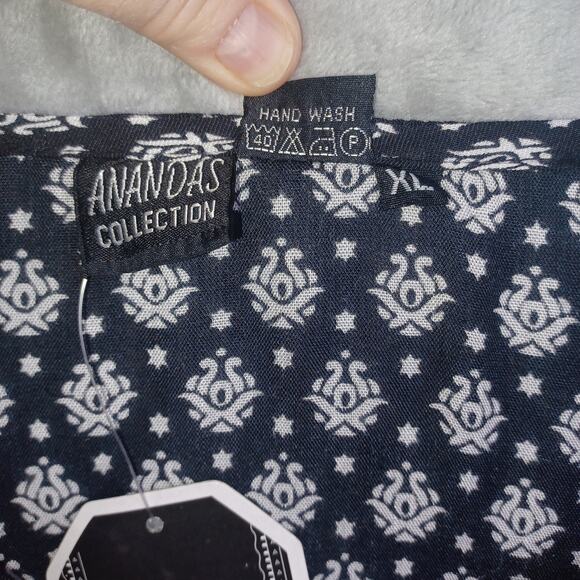 HAND WASH
40 P
ANANDAS
COLLECTION
XL